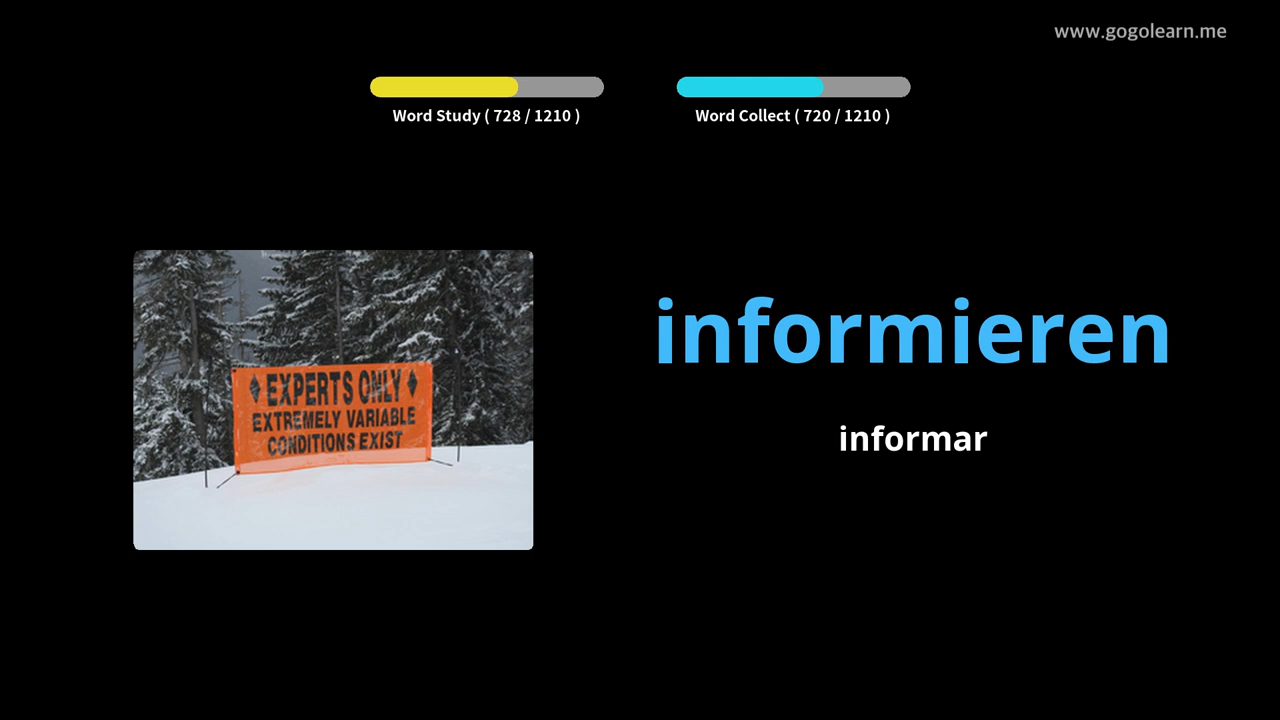 www.gogolearn.me
Word Study ( 728 / 1210 )
Word Collect ( 720 / 1210 )
EXPERTS ONLY
EXTREMELY VARIABLE
CONDITIONS EXIST
informieren
informar